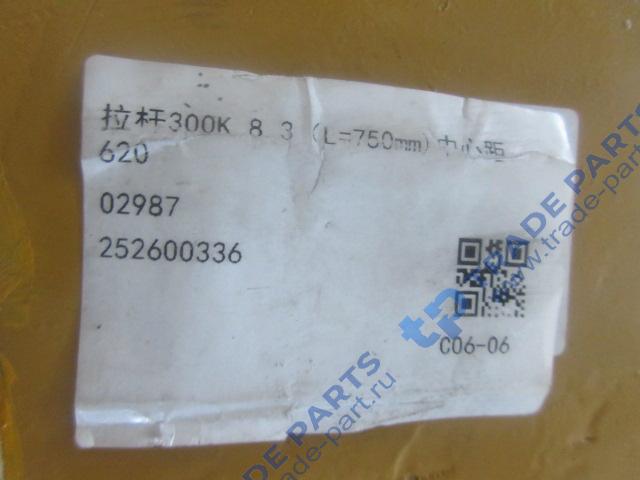 拉杆300K 8 3 (L=750mm)中心距
620
02987
252600336
C06-06
TRADE PARTS
www.trade-part.ru
tp
TRADE PARTS
trade-part.ru